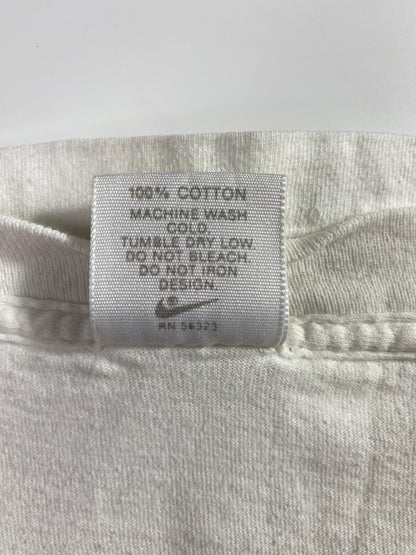 100% COTTON
MACHINE WASH
COLD.
TUMBLE DRY LOW.
DO NOT BLEACH.
DO NOT IRON
DESIGN.
RN 56323